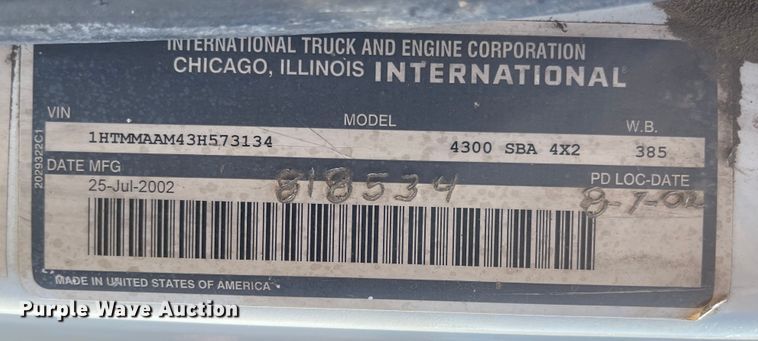 INTERNATIONAL TRUCK AND ENGINE CORPORATION
CHICAGO, ILLINOIS INTERNATIONAL®
VIN MODEL W.B.
1HTMMAAM43H573134 4300 SBA 4X2 385
DATE MFG PD LOC-DATE
25-Jul-2002 818534 8-7-02
2029322C1
MADE IN UNITED STATES OF AMERICA
Purple Wave Auction